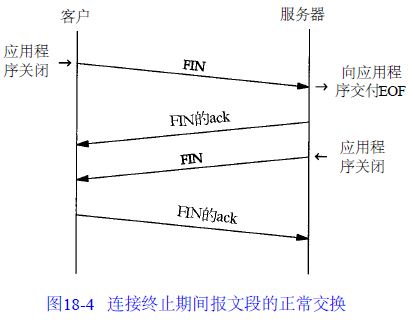 客户
服务器
应用程
序关闭
FIN
向应用程
序交付EOF
FIN的ack
FIN
应用程
序关闭
FIN的ack
图18-4 连接终止期间报文段的正常交换